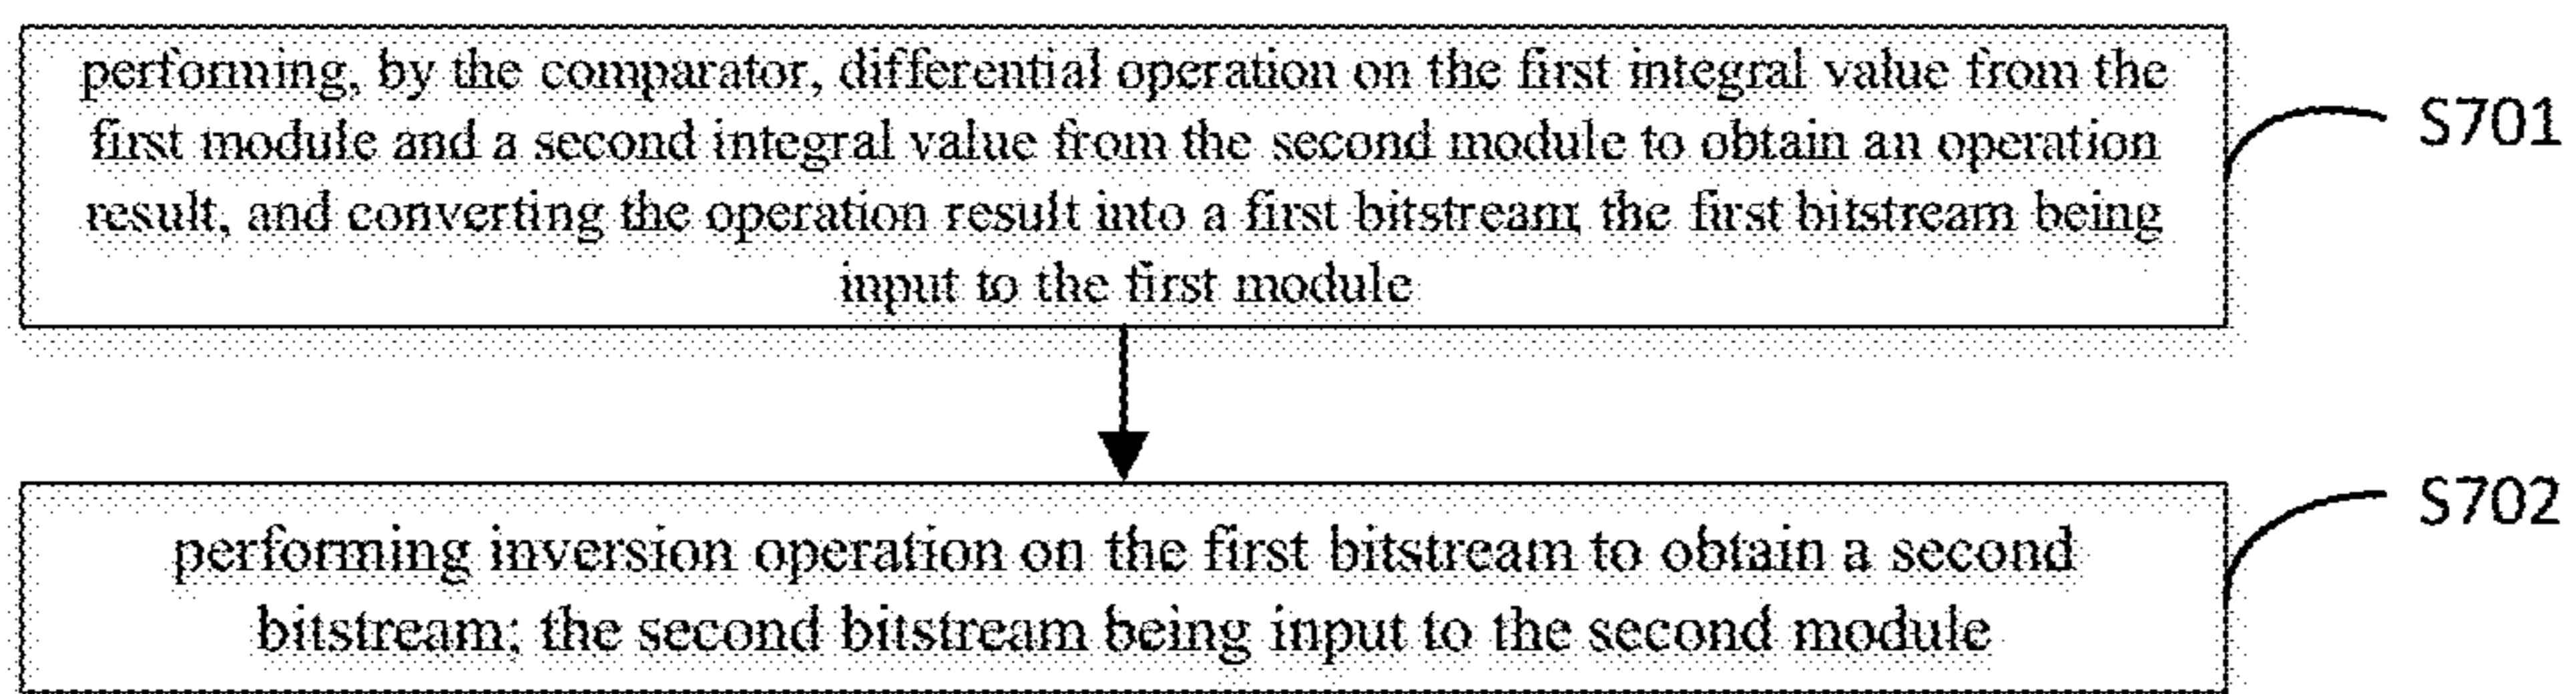 performing, by the comparator, differential operation on the first integral value from the
first module and a second integral value from the second module to obtain an operation
result, and converting the operation result into a first bitstream; the first bitstream being
input to the first module
S701
performing inversion operation on the first bitstream to obtain a second
bitstream; the second bitstream being input to the second module
S702